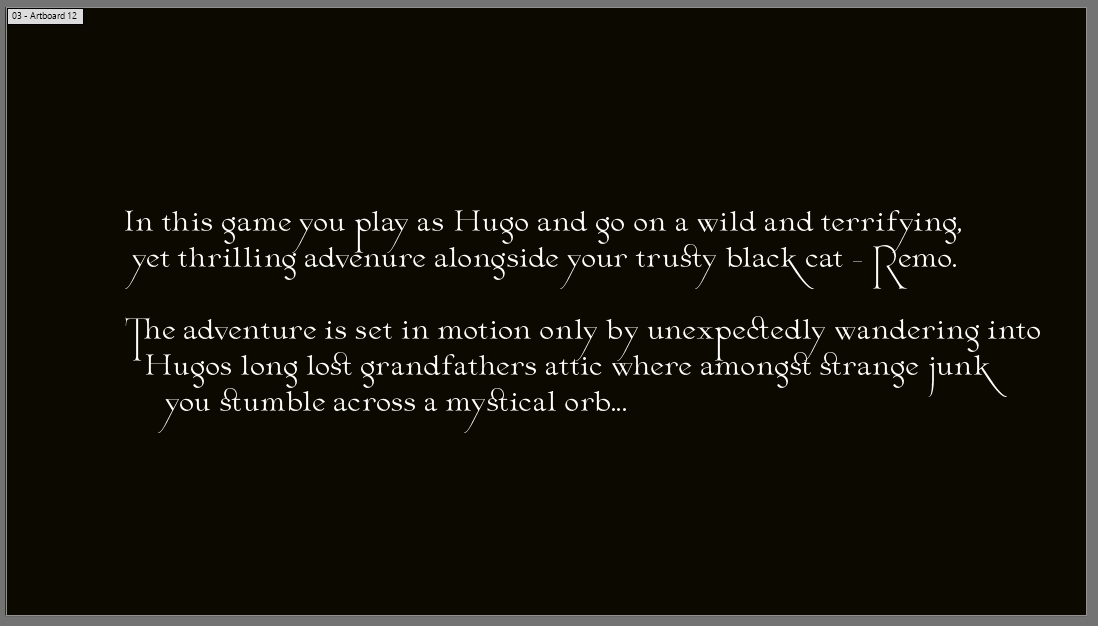 03 - Artboard 12
In this game you play as Hugo and go on a wild and terrifying,
yet thrilling advenure alongside your trusty black cat - Remo.
The adventure is set in motion only by unexpectedly wandering into
Hugos long lost grandfathers attic where amongst strange junk
you stumble across a mystical orb...